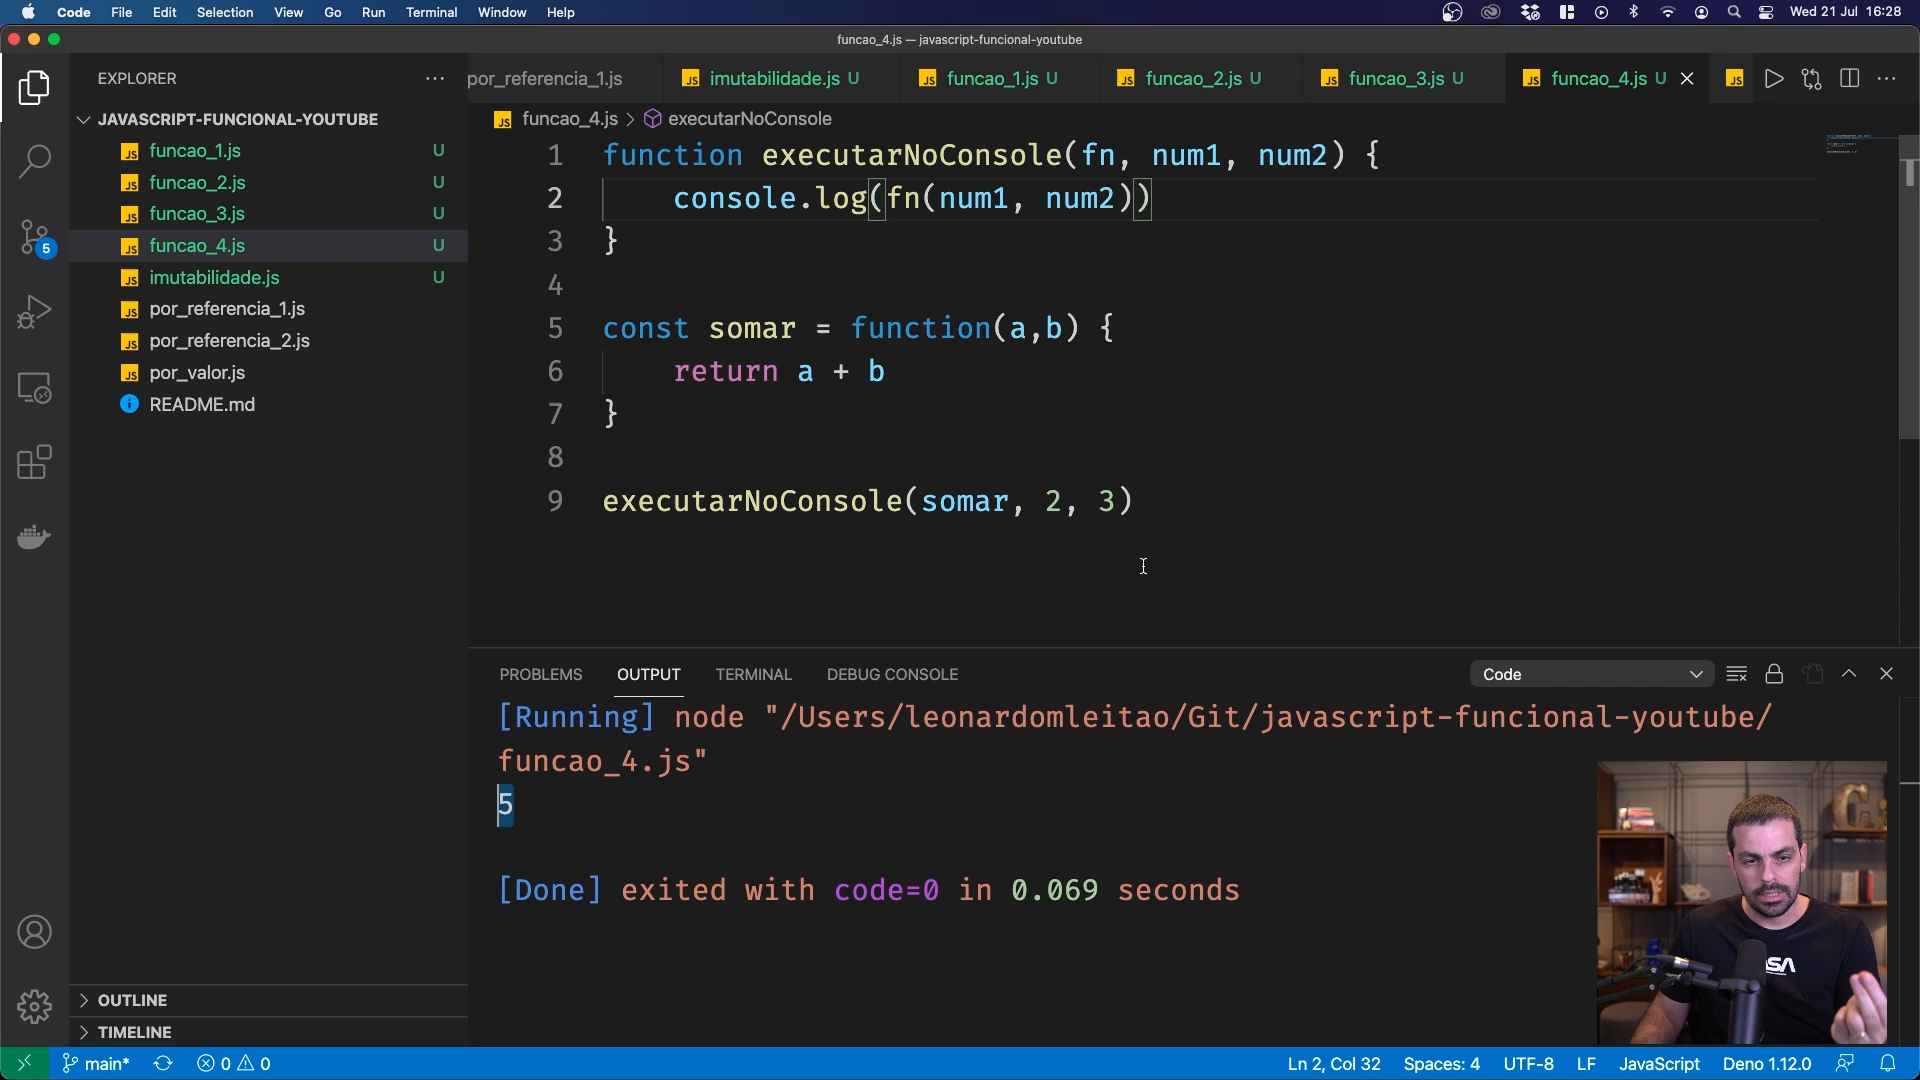 Code File Edit Selection View Go Run Terminal Window Help Wed 21 Jul 16:28
funcao_4.js — javascript-funcional-youtube
EXPLORER
por_referencia_1.js imutabilidade.js U funcao_1.js U funcao_2.js U funcao_3.js U funcao_4.js U
JAVASCRIPT-FUNCIONAL-YOUTUBE
funcao_1.js U
funcao_2.js U
funcao_3.js U
funcao_4.js U
imutabilidade.js U
por_referencia_1.js
por_referencia_2.js
por_valor.js
README.md
5
OUTLINE
TIMELINE
funcao_4.js > executarNoConsole
1 function executarNoConsole(fn, num1, num2) {
2 console.log(fn(num1, num2))
3 }
4
5 const somar = function(a,b) {
6 return a + b
7 }
8
9 executarNoConsole(somar, 2, 3)
PROBLEMS OUTPUT TERMINAL DEBUG CONSOLE Code
[Running] node "/Users/leonardomleitao/Git/javascript-funcional-youtube/
funcao_4.js"
5
[Done] exited with code=0 in 0.069 seconds
main* 0 0 Ln 2, Col 32 Spaces: 4 UTF-8 LF JavaScript Deno 1.12.0